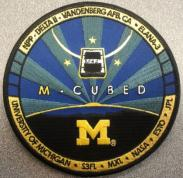 NPP - DELTA II - VANDENBERG AFB, CA - ELANA-3
M - CUBED
M
UNIVERSITY OF MICHIGAN - S3FL - MXL - NASA - ESTO - JPL